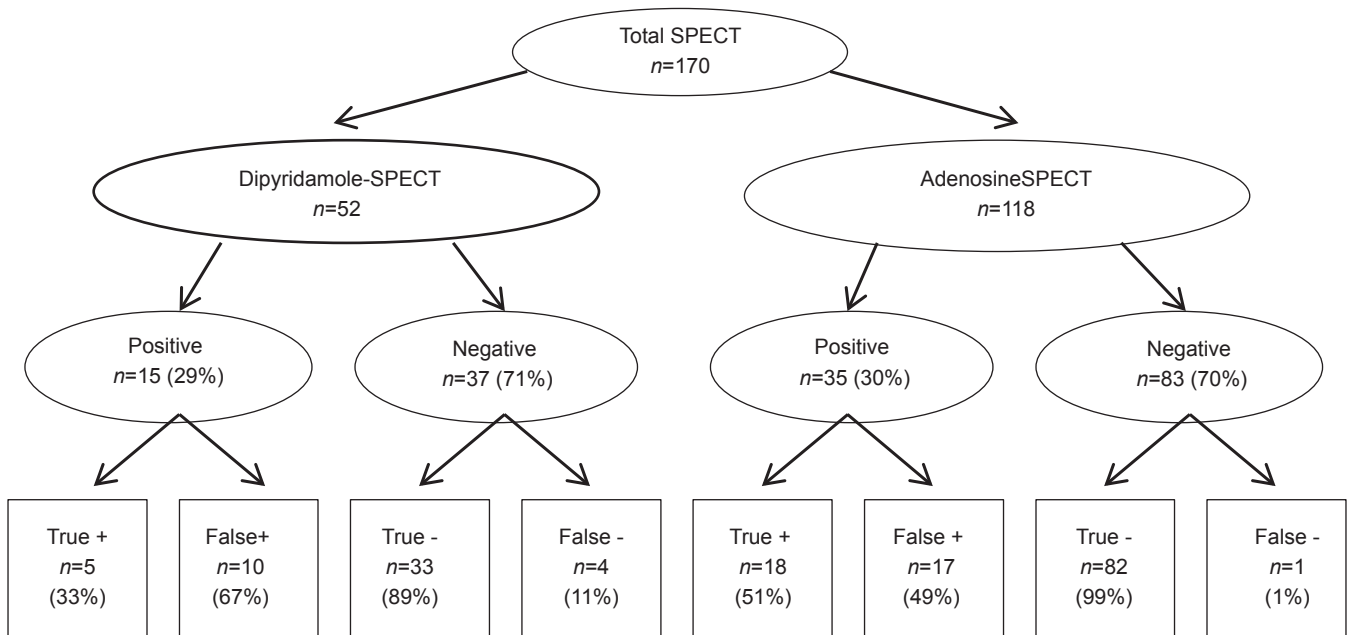 Total SPECT
n=170
Dipyridamole-SPECT
n=52
AdenosineSPECT
n=118
Positive
n=15 (29%)
Negative
n=37 (71%)
Positive
n=35 (30%)
Negative
n=83 (70%)
True +
n=5
(33%)
False+
n=10
(67%)
True -
n=33
(89%)
False -
n=4
(11%)
True +
n=18
(51%)
False +
n=17
(49%)
True -
n=82
(99%)
False -
n=1
(1%)